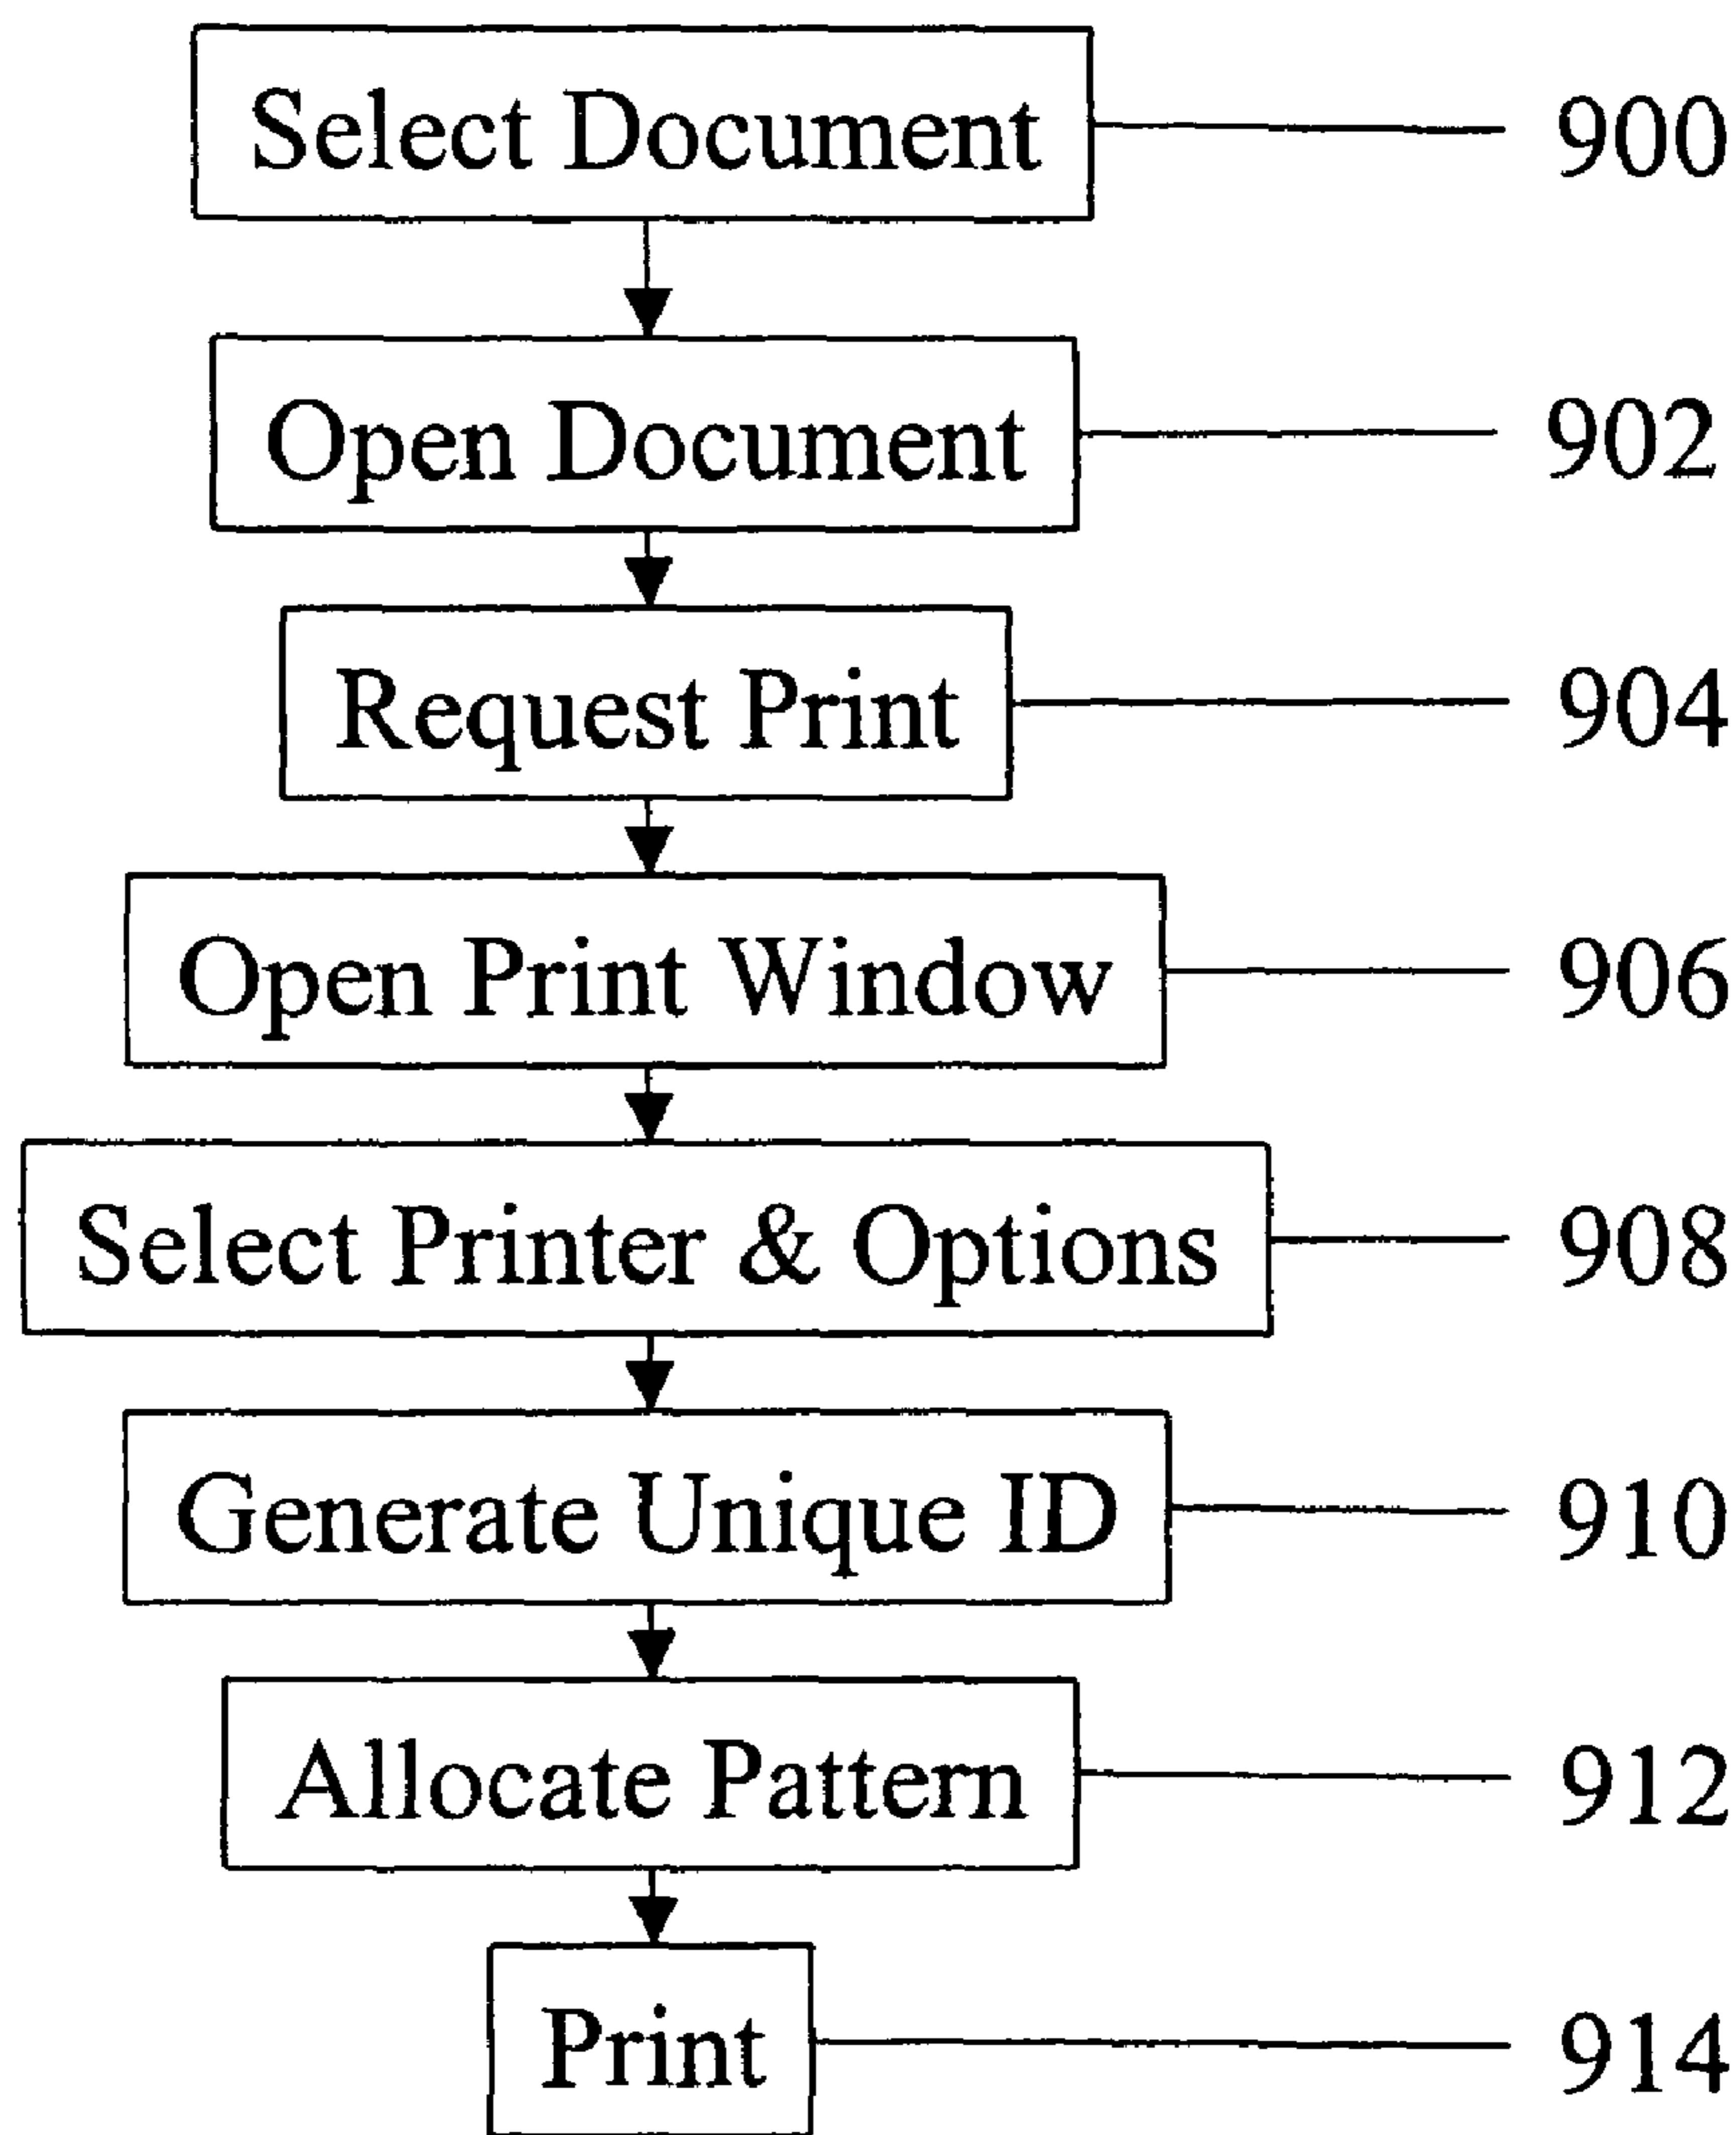 Select Document 900
Open Document 902
Request Print 904
Open Print Window 906
Select Printer & Options 908
Generate Unique ID 910
Allocate Pattern 912
Print 914